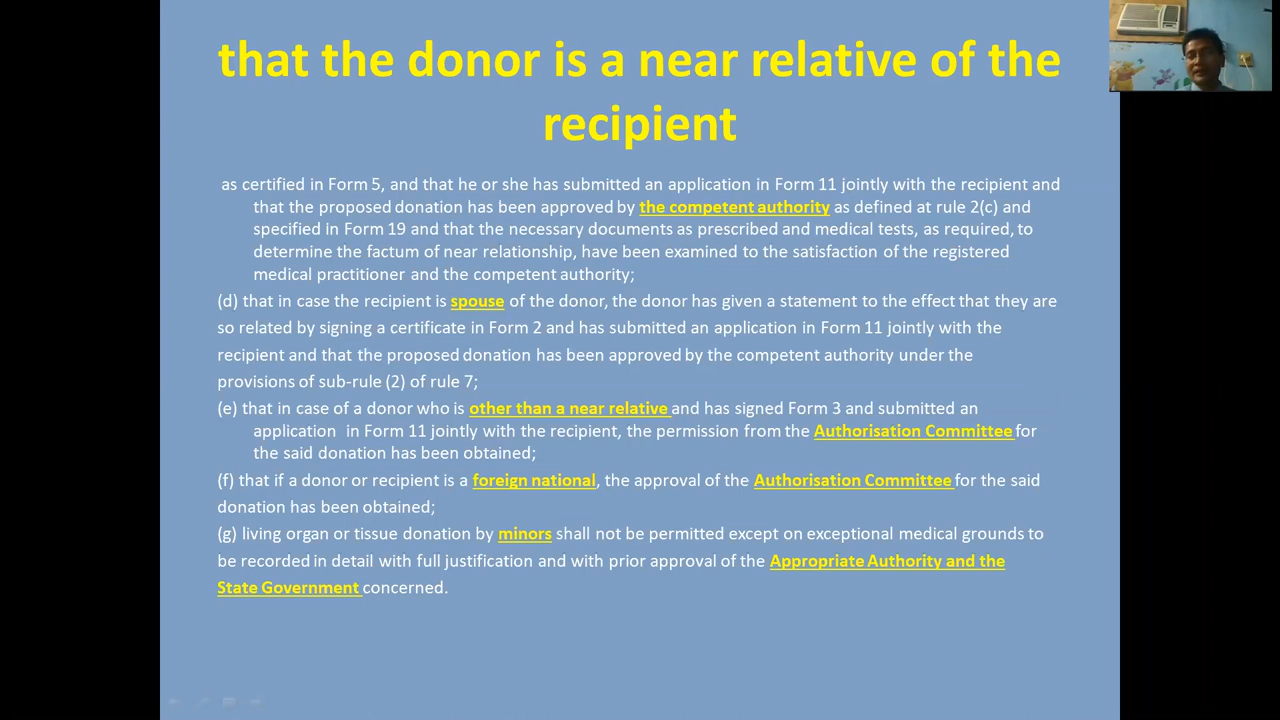 that the donor is a near relative of the
recipient
as certified in Form 5, and that he or she has submitted an application in Form 11 jointly with the recipient and
that the proposed donation has been approved by the competent authority as defined at rule 2(c) and
specified in Form 19 and that the necessary documents as prescribed and medical tests, as required, to
determine the factum of near relationship, have been examined to the satisfaction of the registered
medical practitioner and the competent authority;
(d) that in case the recipient is spouse of the donor, the donor has given a statement to the effect that they are
so related by signing a certificate in Form 2 and has submitted an application in Form 11 jointly with the
recipient and that the proposed donation has been approved by the competent authority under the
provisions of sub-rule (2) of rule 7;
(e) that in case of a donor who is other than a near relative and has signed Form 3 and submitted an
application in Form 11 jointly with the recipient, the permission from the Authorisation Committee for
the said donation has been obtained;
(f) that if a donor or recipient is a foreign national, the approval of the Authorisation Committee for the said
donation has been obtained;
(g) living organ or tissue donation by minors shall not be permitted except on exceptional medical grounds to
be recorded in detail with full justification and with prior approval of the Appropriate Authority and the
State Government concerned.